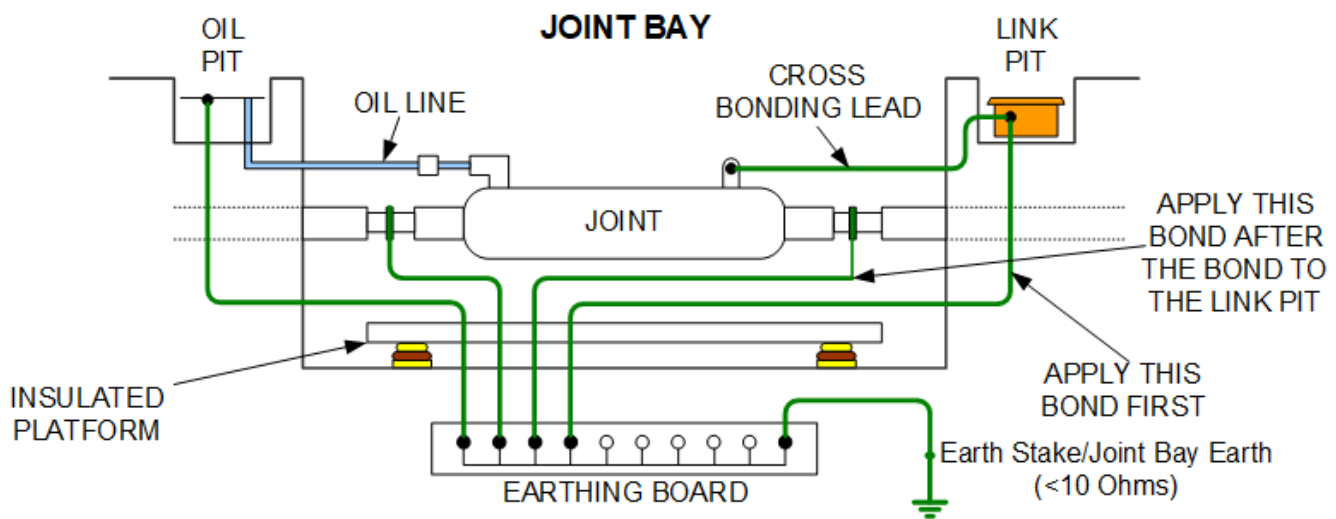 JOINT BAY
OIL
PIT
LINK
PIT
OIL LINE
CROSS
BONDING LEAD
JOINT
APPLY THIS
BOND AFTER
THE BOND TO
THE LINK PIT
INSULATED
PLATFORM
APPLY THIS
BOND FIRST
EARTHING BOARD
Earth Stake/Joint Bay Earth
(<10 Ohms)